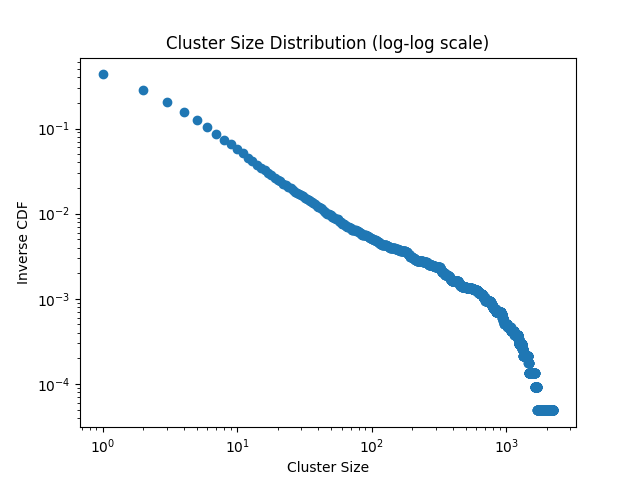 Cluster Size Distribution (log-log scale)
Inverse CDF
10⁻¹
10⁻²
10⁻³
10⁻⁴
10⁰ 10¹ 10² 10³
Cluster Size